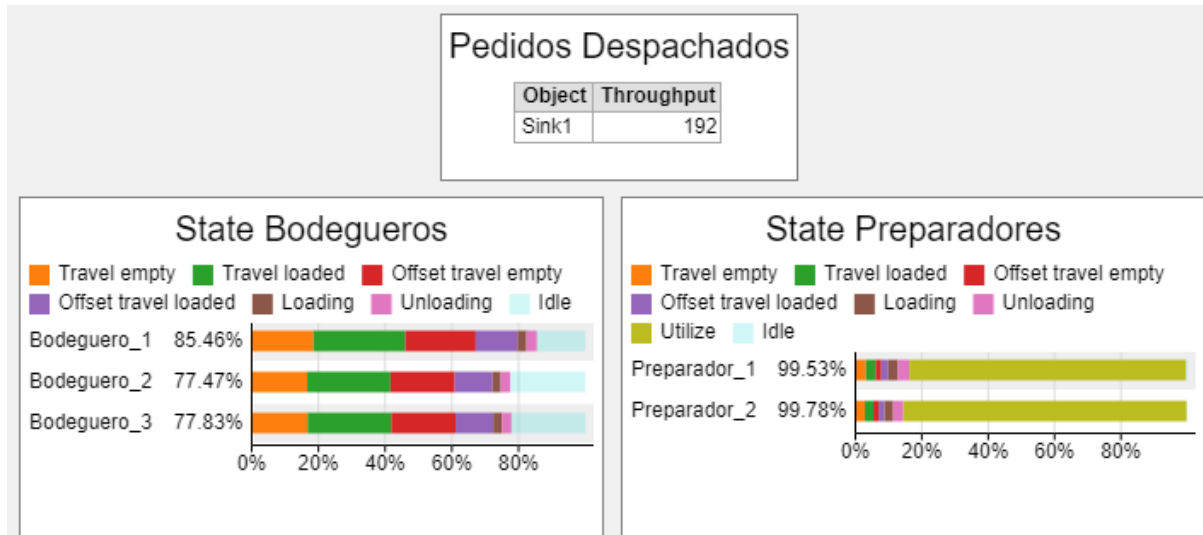 Pedidos Despachados
Object Throughput
Sink1 192
State Bodegueros
Travel empty Travel loaded Offset travel empty
Offset travel loaded Loading Unloading Idle
Bodeguero_1 85.46%
Bodeguero_2 77.47%
Bodeguero_3 77.83%
0% 20% 40% 60% 80%
State Preparadores
Travel empty Travel loaded Offset travel empty
Offset travel loaded Loading Unloading
Utilize Idle
Preparador_1 99.53%
Preparador_2 99.78%
0% 20% 40% 60% 80%